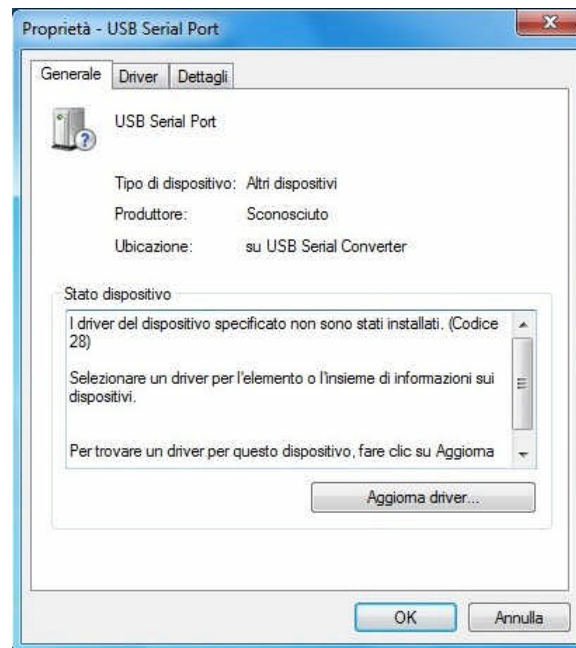 Proprietà - USB Serial Port
Generale Driver Dettagli
USB Serial Port
Tipo di dispositivo: Altri dispositivi
Produttore: Sconosciuto
Ubicazione: su USB Serial Converter
Stato dispositivo
I driver del dispositivo specificato non sono stati installati. (Codice
28)
Selezionare un driver per l'elemento o l'insieme di informazioni sui
dispositivi.
Per trovare un driver per questo dispositivo, fare clic su Aggiorna
Aggiorna driver...
OK Annulla